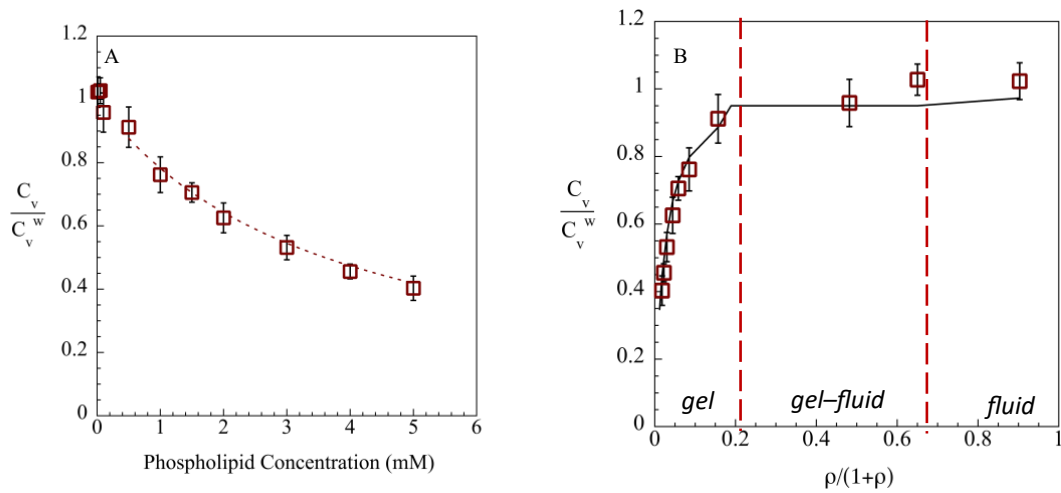 A
C_v
C_v^w
1.2
1
0.8
0.6
0.4
0.2
0
0 1 2 3 4 5 6
Phospholipid Concentration (mM)
B
C_v
C_v^w
1.2
1
0.8
0.6
0.4
0.2
0
gel
gel–fluid
fluid
0 0.2 0.4 0.6 0.8 1
ρ/(1+ρ)